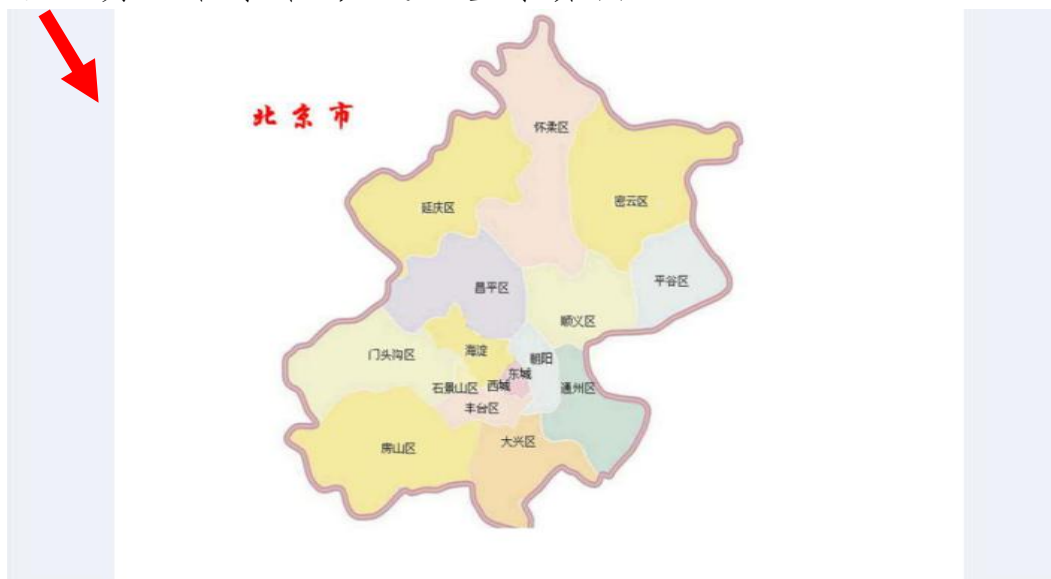 北京市
怀柔区
延庆区
密云区
昌平区
平谷区
顺义区
门头沟区
海淀
朝阳
东城
石景山区
西城
通州区
丰台区
房山区
大兴区